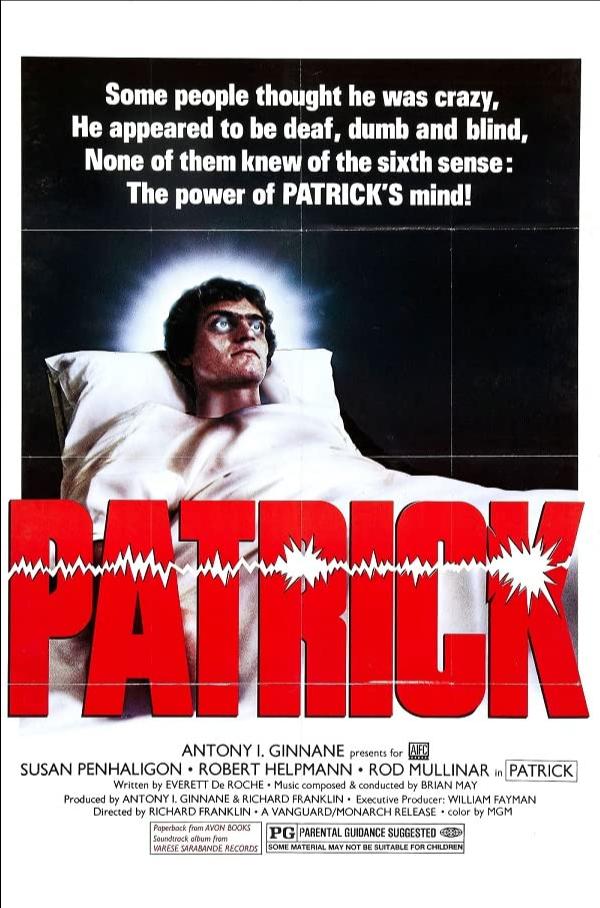 Some people thought he was crazy,
He appeared to be deaf, dumb and blind,
None of them knew of the sixth sense:
The power of PATRICK'S mind!
PATRICK
ANTONY I. GINNANE presents for AIFC
SUSAN PENHALIGON • ROBERT HELPMANN • ROD MULLINAR in PATRICK
Written by EVERETT De ROCHE • Music composed & conducted by BRIAN MAY
Produced by ANTONY I. GINNANE & RICHARD FRANKLIN • Executive Producer: WILLIAM FAYMAN
Directed by RICHARD FRANKLIN • A VANGUARD/MONARCH RELEASE • color by MGM
Paperback from AVON BOOKS
Soundtrack album from
VARESE SARABANDE RECORDS
PG PARENTAL GUIDANCE SUGGESTED
SOME MATERIAL MAY NOT BE SUITABLE FOR CHILDREN